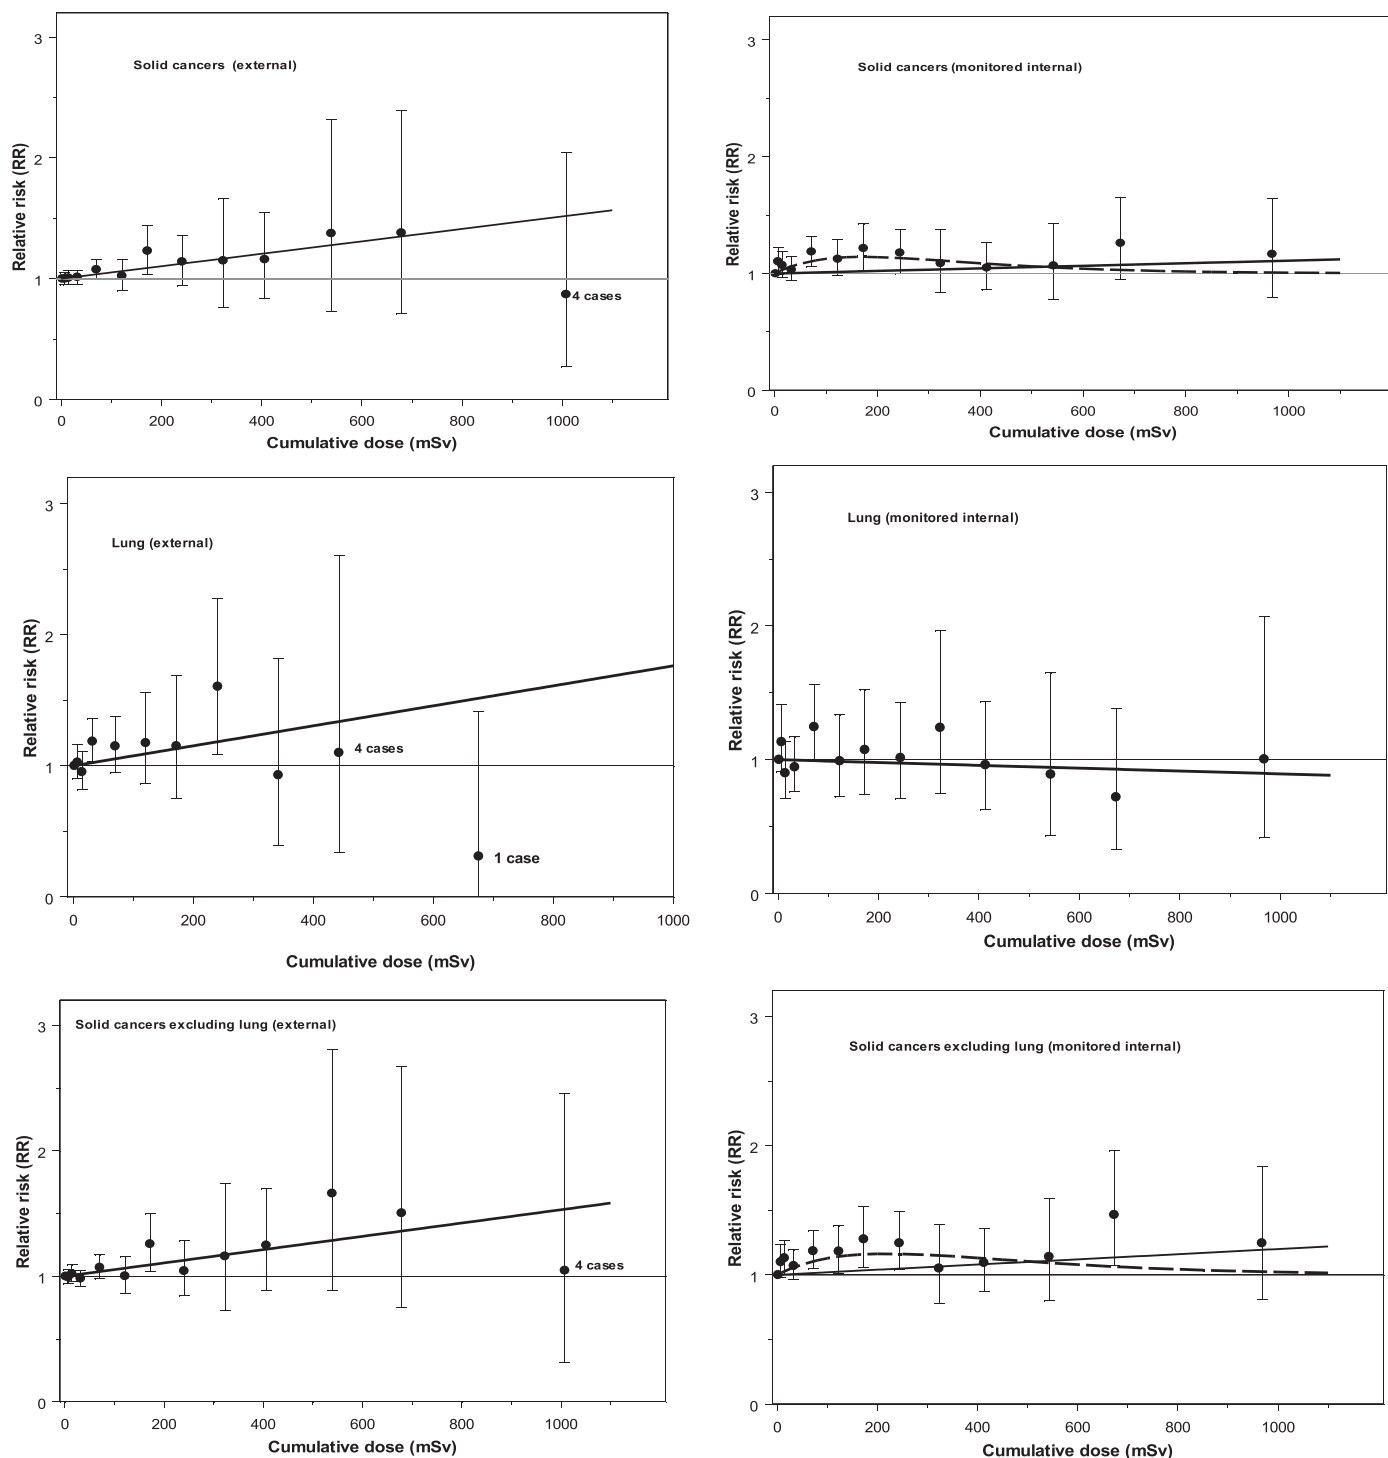 Solid cancers (external)
Relative risk (RR)
3
2
1
0
4 cases
0 200 400 600 800 1000
Cumulative dose (mSv)
Solid cancers (monitored internal)
Relative risk (RR)
3
2
1
0
0 200 400 600 800 1000
Cumulative dose (mSv)
Lung (external)
Relative risk (RR)
3
2
1
0
4 cases
1 case
0 200 400 600 800 1000
Cumulative dose (mSv)
Lung (monitored internal)
Relative risk (RR)
3
2
1
0
0 200 400 600 800 1000
Cumulative dose (mSv)
Solid cancers excluding lung (external)
Relative risk (RR)
3
2
1
0
4 cases
0 200 400 600 800 1000
Cumulative dose (mSv)
Solid cancers excluding lung (monitored internal)
Relative risk (RR)
3
2
1
0
0 200 400 600 800 1000
Cumulative dose (mSv)